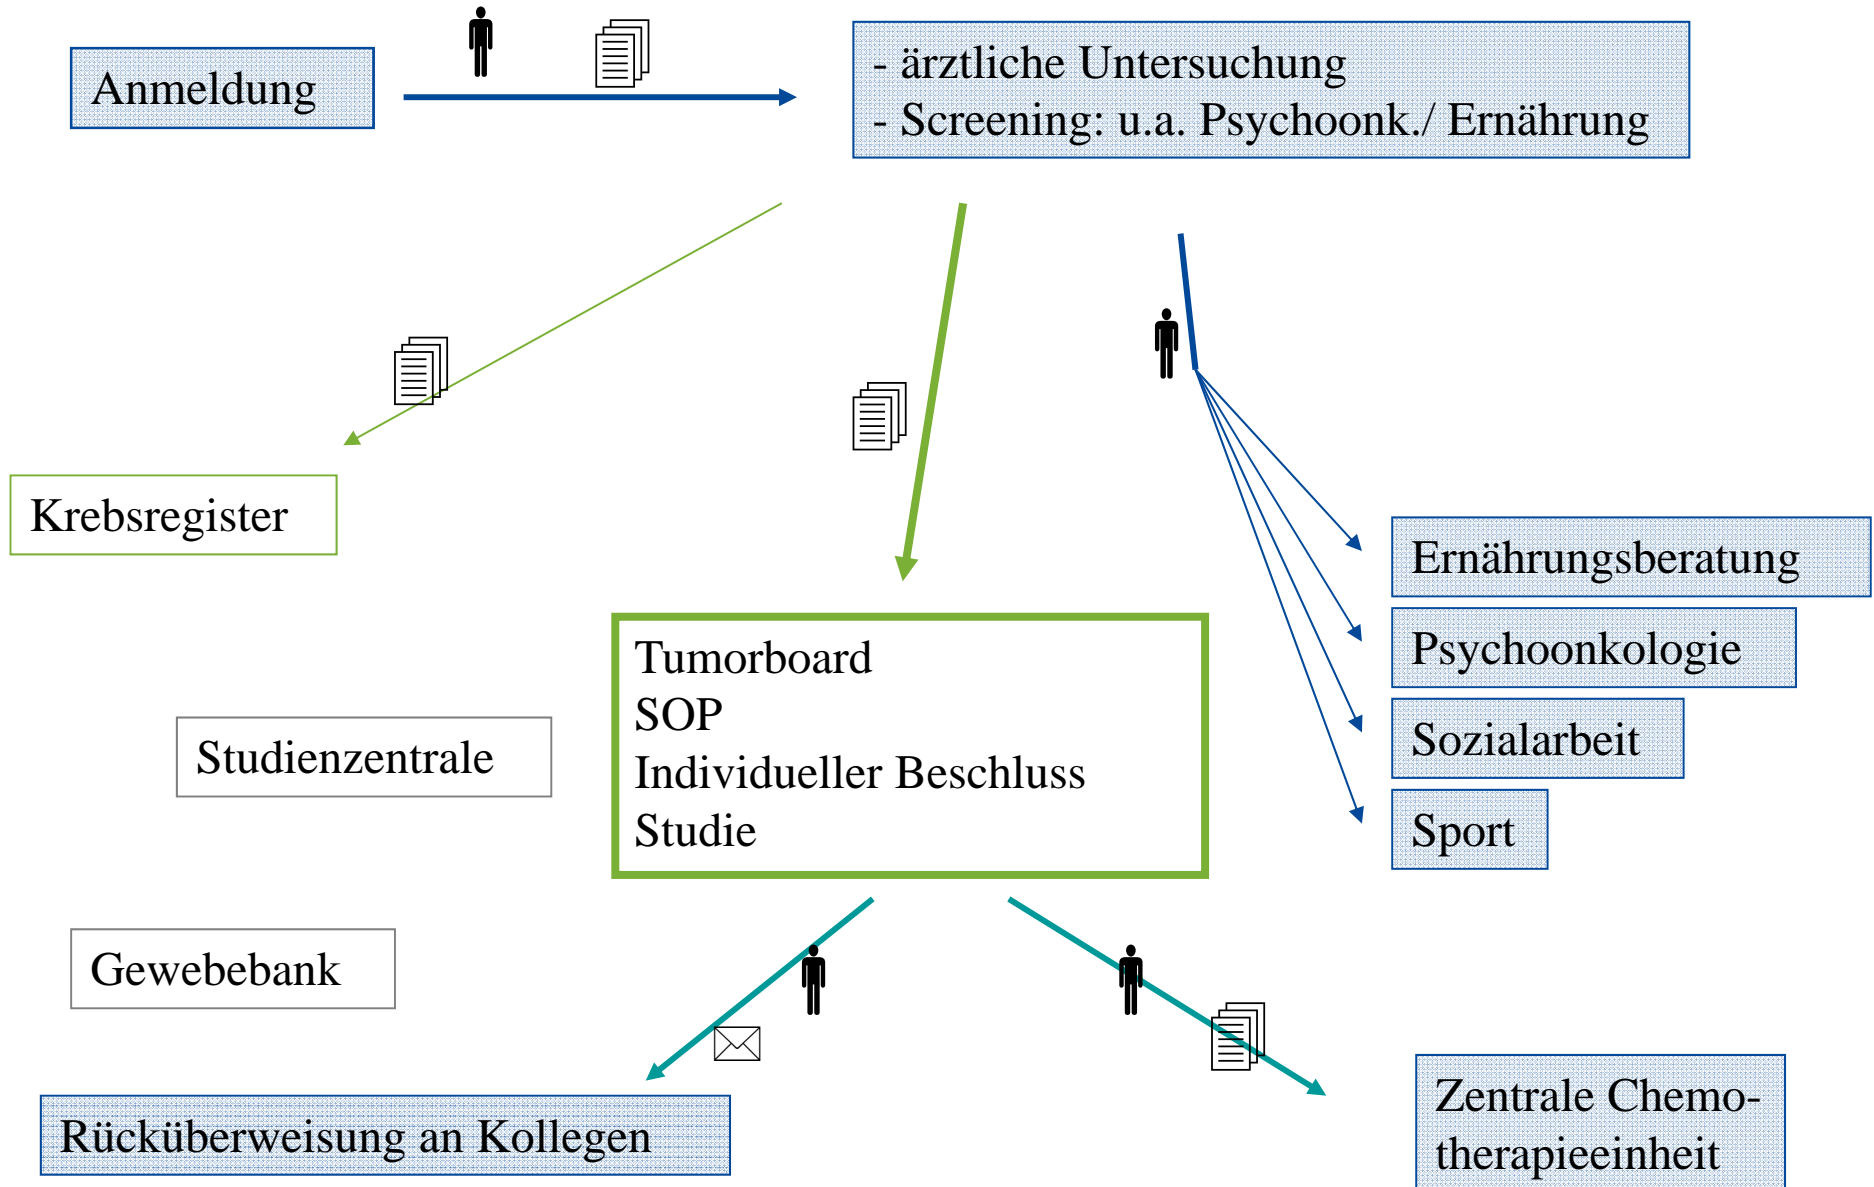 Anmeldung
- ärztliche Untersuchung
- Screening: u.a. Psychoonk./ Ernährung
Krebsregister
Ernährungsberatung
Psychoonkologie
Sozialarbeit
Sport
Tumorboard
SOP
Individueller Beschluss
Studie
Studienzentrale
Gewebebank
Rücküberweisung an Kollegen
Zentrale Chemo-
therapieeinheit